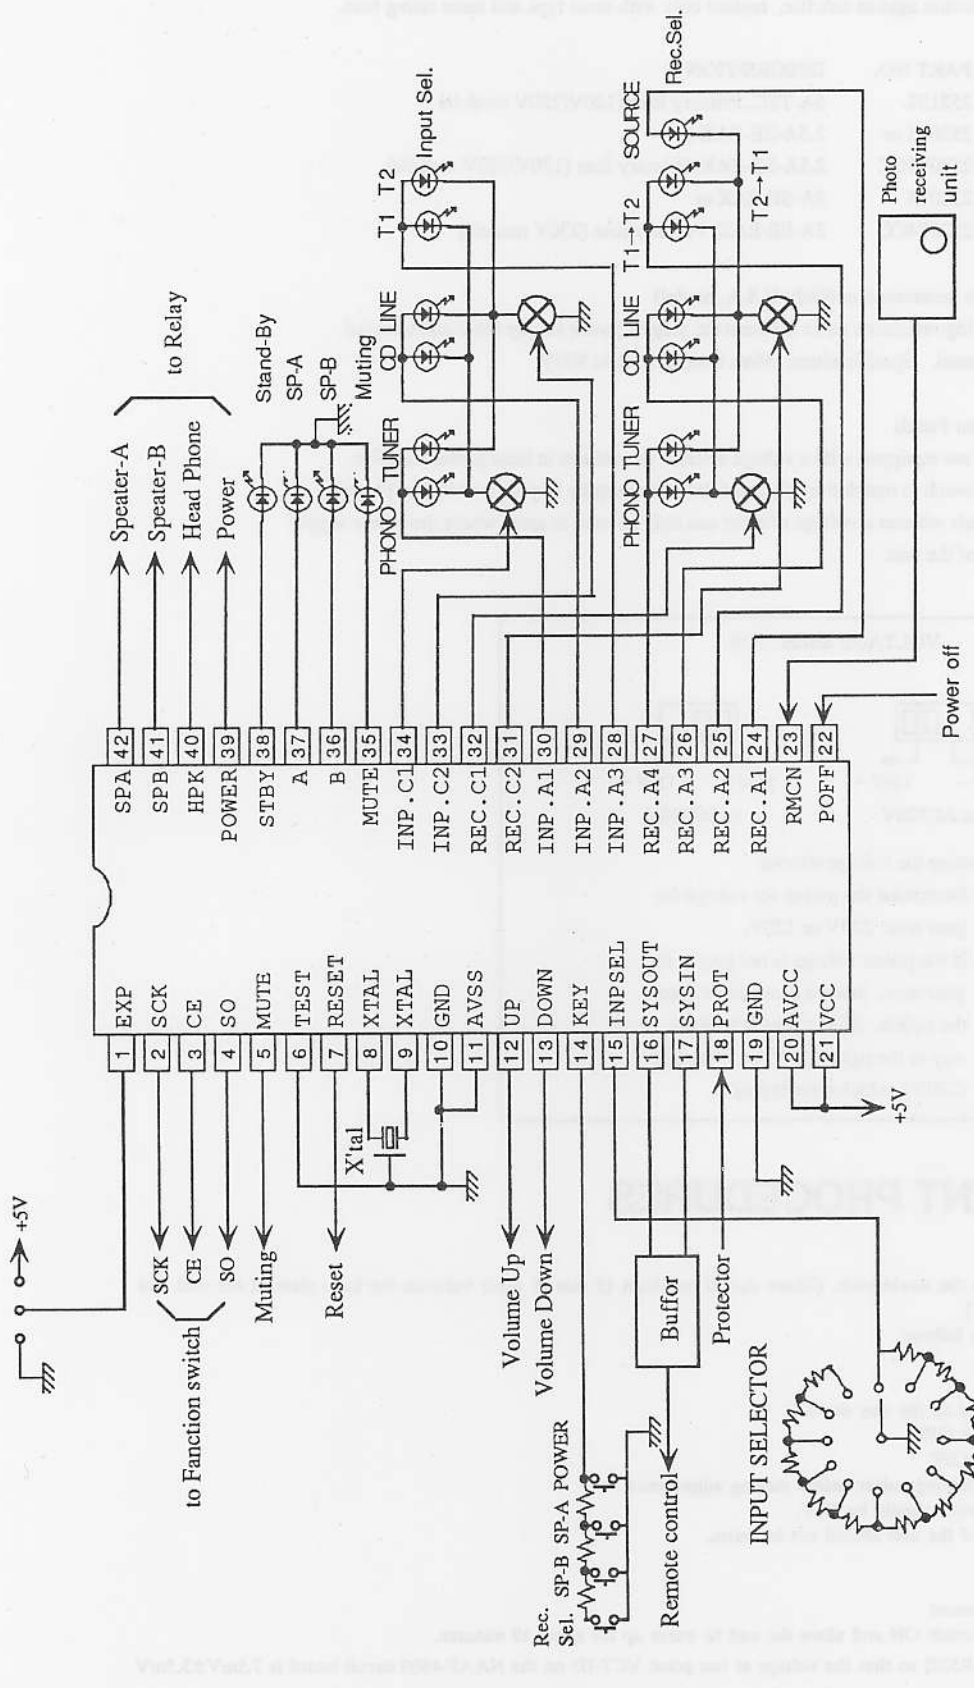 +5V
SCK
CE
SO
to Fanction switch
Muting
Reset
X'tal
Volume Up
Volume Down
Rec. Sel.
SP-B
SP-A
POWER
Buffor
Remote control
Protector
INPUT SELECTOR
+5V
1 EXP
2 SCK
3 CE
4 SO
5 MUTE
6 TEST
7 RESET
8 XTAL
9 XTAL
10 GND
11 AVSS
12 UP
13 DOWN
14 KEY
15 INPSEL
16 SYSOUT
17 SYSIN
18 PROT
19 GND
20 AVCC
21 VCC
SPA 42
SPB 41
HPK 40
POWER 39
STBY 38
A 37
B 36
MUTE 35
INP.C1 34
INP.C2 33
REC.C1 32
REC.C2 31
INP.A1 30
INP.A2 29
INP.A3 28
REC.A4 27
REC.A3 26
REC.A2 25
REC.A1 24
RMCN 23
POFF 22
Speater-A
Speater-B
Head Phone
Power
to Relay
Stand-By
SP-A
SP-B
Muting
PHONO TUNER
CD LINE
T1 T2
Input Sel.
PHONO TUNER
CD LINE
T1→T2
SOURCE
T2→T1
Rec.Sel.
Photo
receiving
unit
Power off